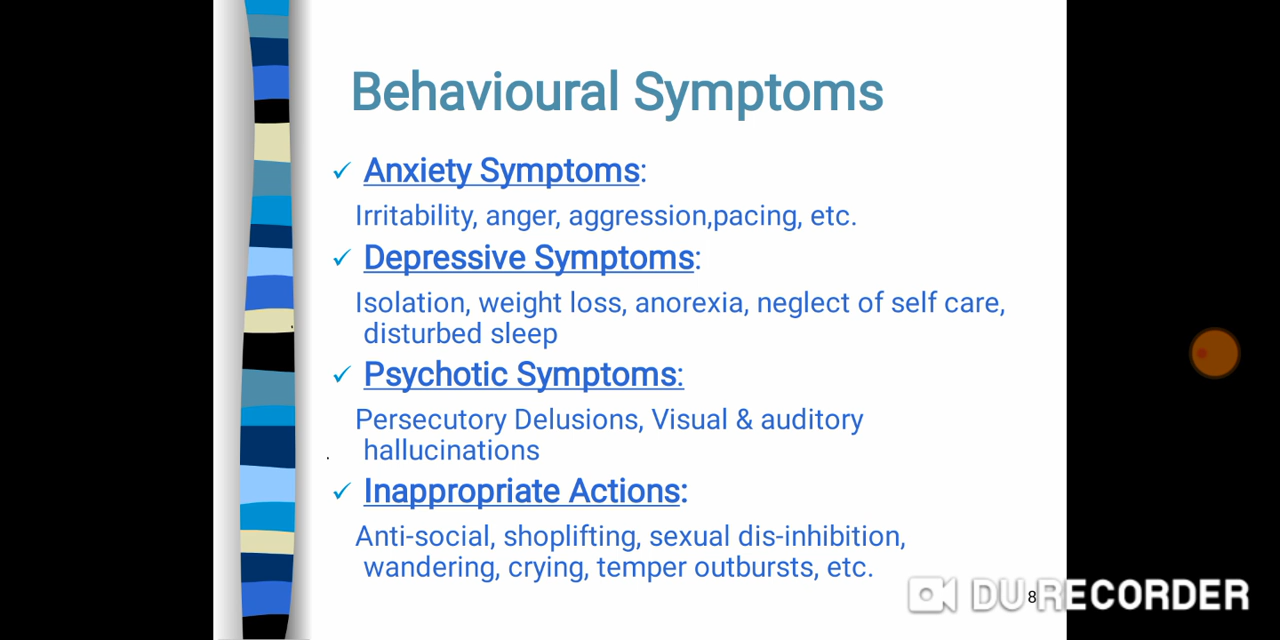 Behavioural Symptoms
✓ Anxiety Symptoms:
Irritability, anger, aggression,pacing, etc.
✓ Depressive Symptoms:
Isolation, weight loss, anorexia, neglect of self care,
disturbed sleep
✓ Psychotic Symptoms:
Persecutory Delusions, Visual & auditory
hallucinations
✓ Inappropriate Actions:
Anti-social, shoplifting, sexual dis-inhibition,
wandering, crying, temper outbursts, etc.
8
DU RECORDER